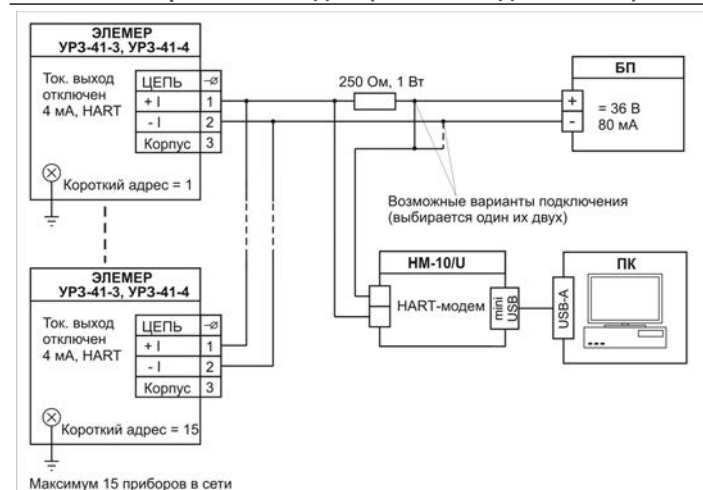 ЭЛЕМЕР
УРЗ-41-3, УРЗ-41-4
Ток. выход
отключен
4 мА, HART
ЦЕПЬ
+ I 1
- I 2
Корпус 3
Короткий адрес = 1
250 Ом, 1 Вт
БП
+
-
= 36 В
80 мА
Возможные варианты подключения
(выбирается один их двух)
HM-10/U
HART-модем
mini
USB
USB-A
ПК
ЭЛЕМЕР
УРЗ-41-3, УРЗ-41-4
Ток. выход
отключен
4 мА, HART
ЦЕПЬ
+ I 1
- I 2
Корпус 3
Короткий адрес = 15
Максимум 15 приборов в сети